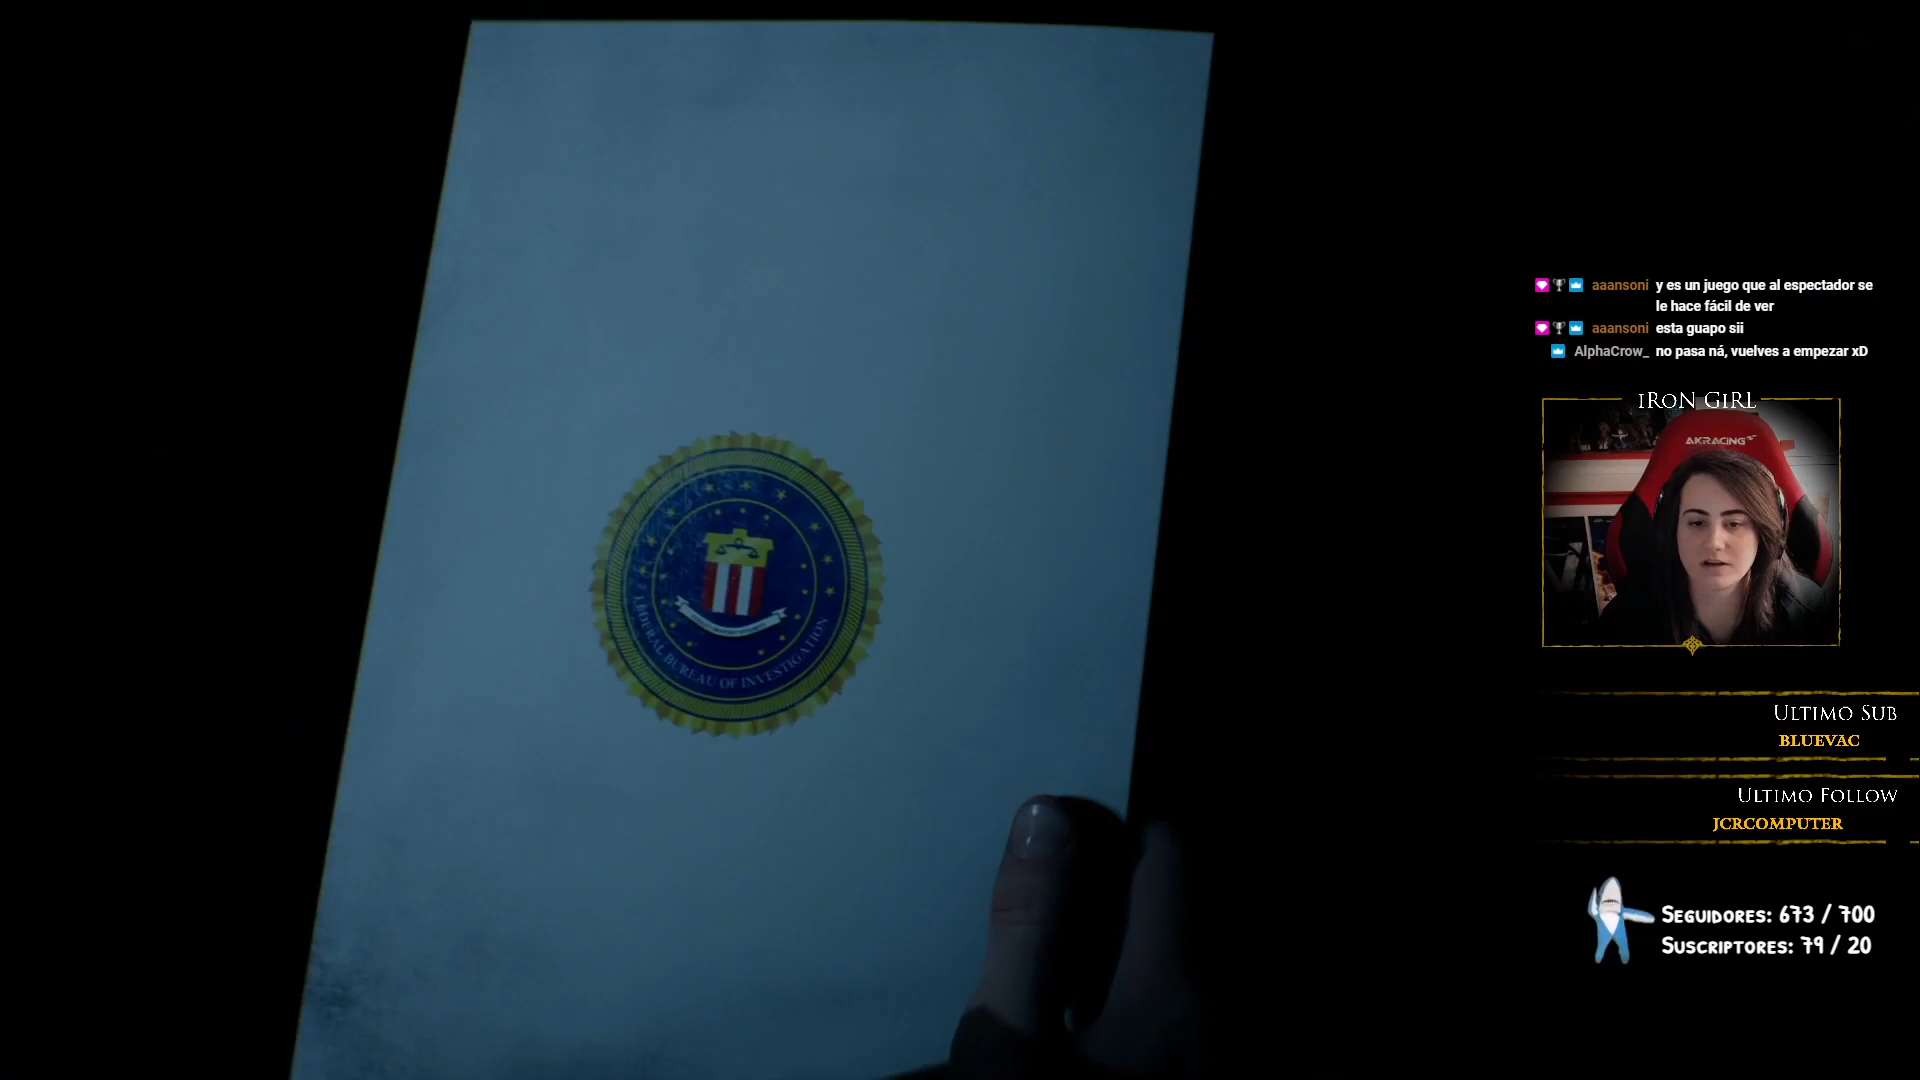 FEDERAL BUREAU OF INVESTIGATION
aaansoni y es un juego que al espectador se
le hace fácil de ver
aaansoni esta guapo sii
AlphaCrow_ no pasa ná, vuelves a empezar xD
IRON GIRL
AKRACING
ULTIMO SUB
BLUEVAC
ULTIMO FOLLOW
JCRCOMPUTER
SEGUIDORES: 673 / 700
SUSCRIPTORES: 79 / 20